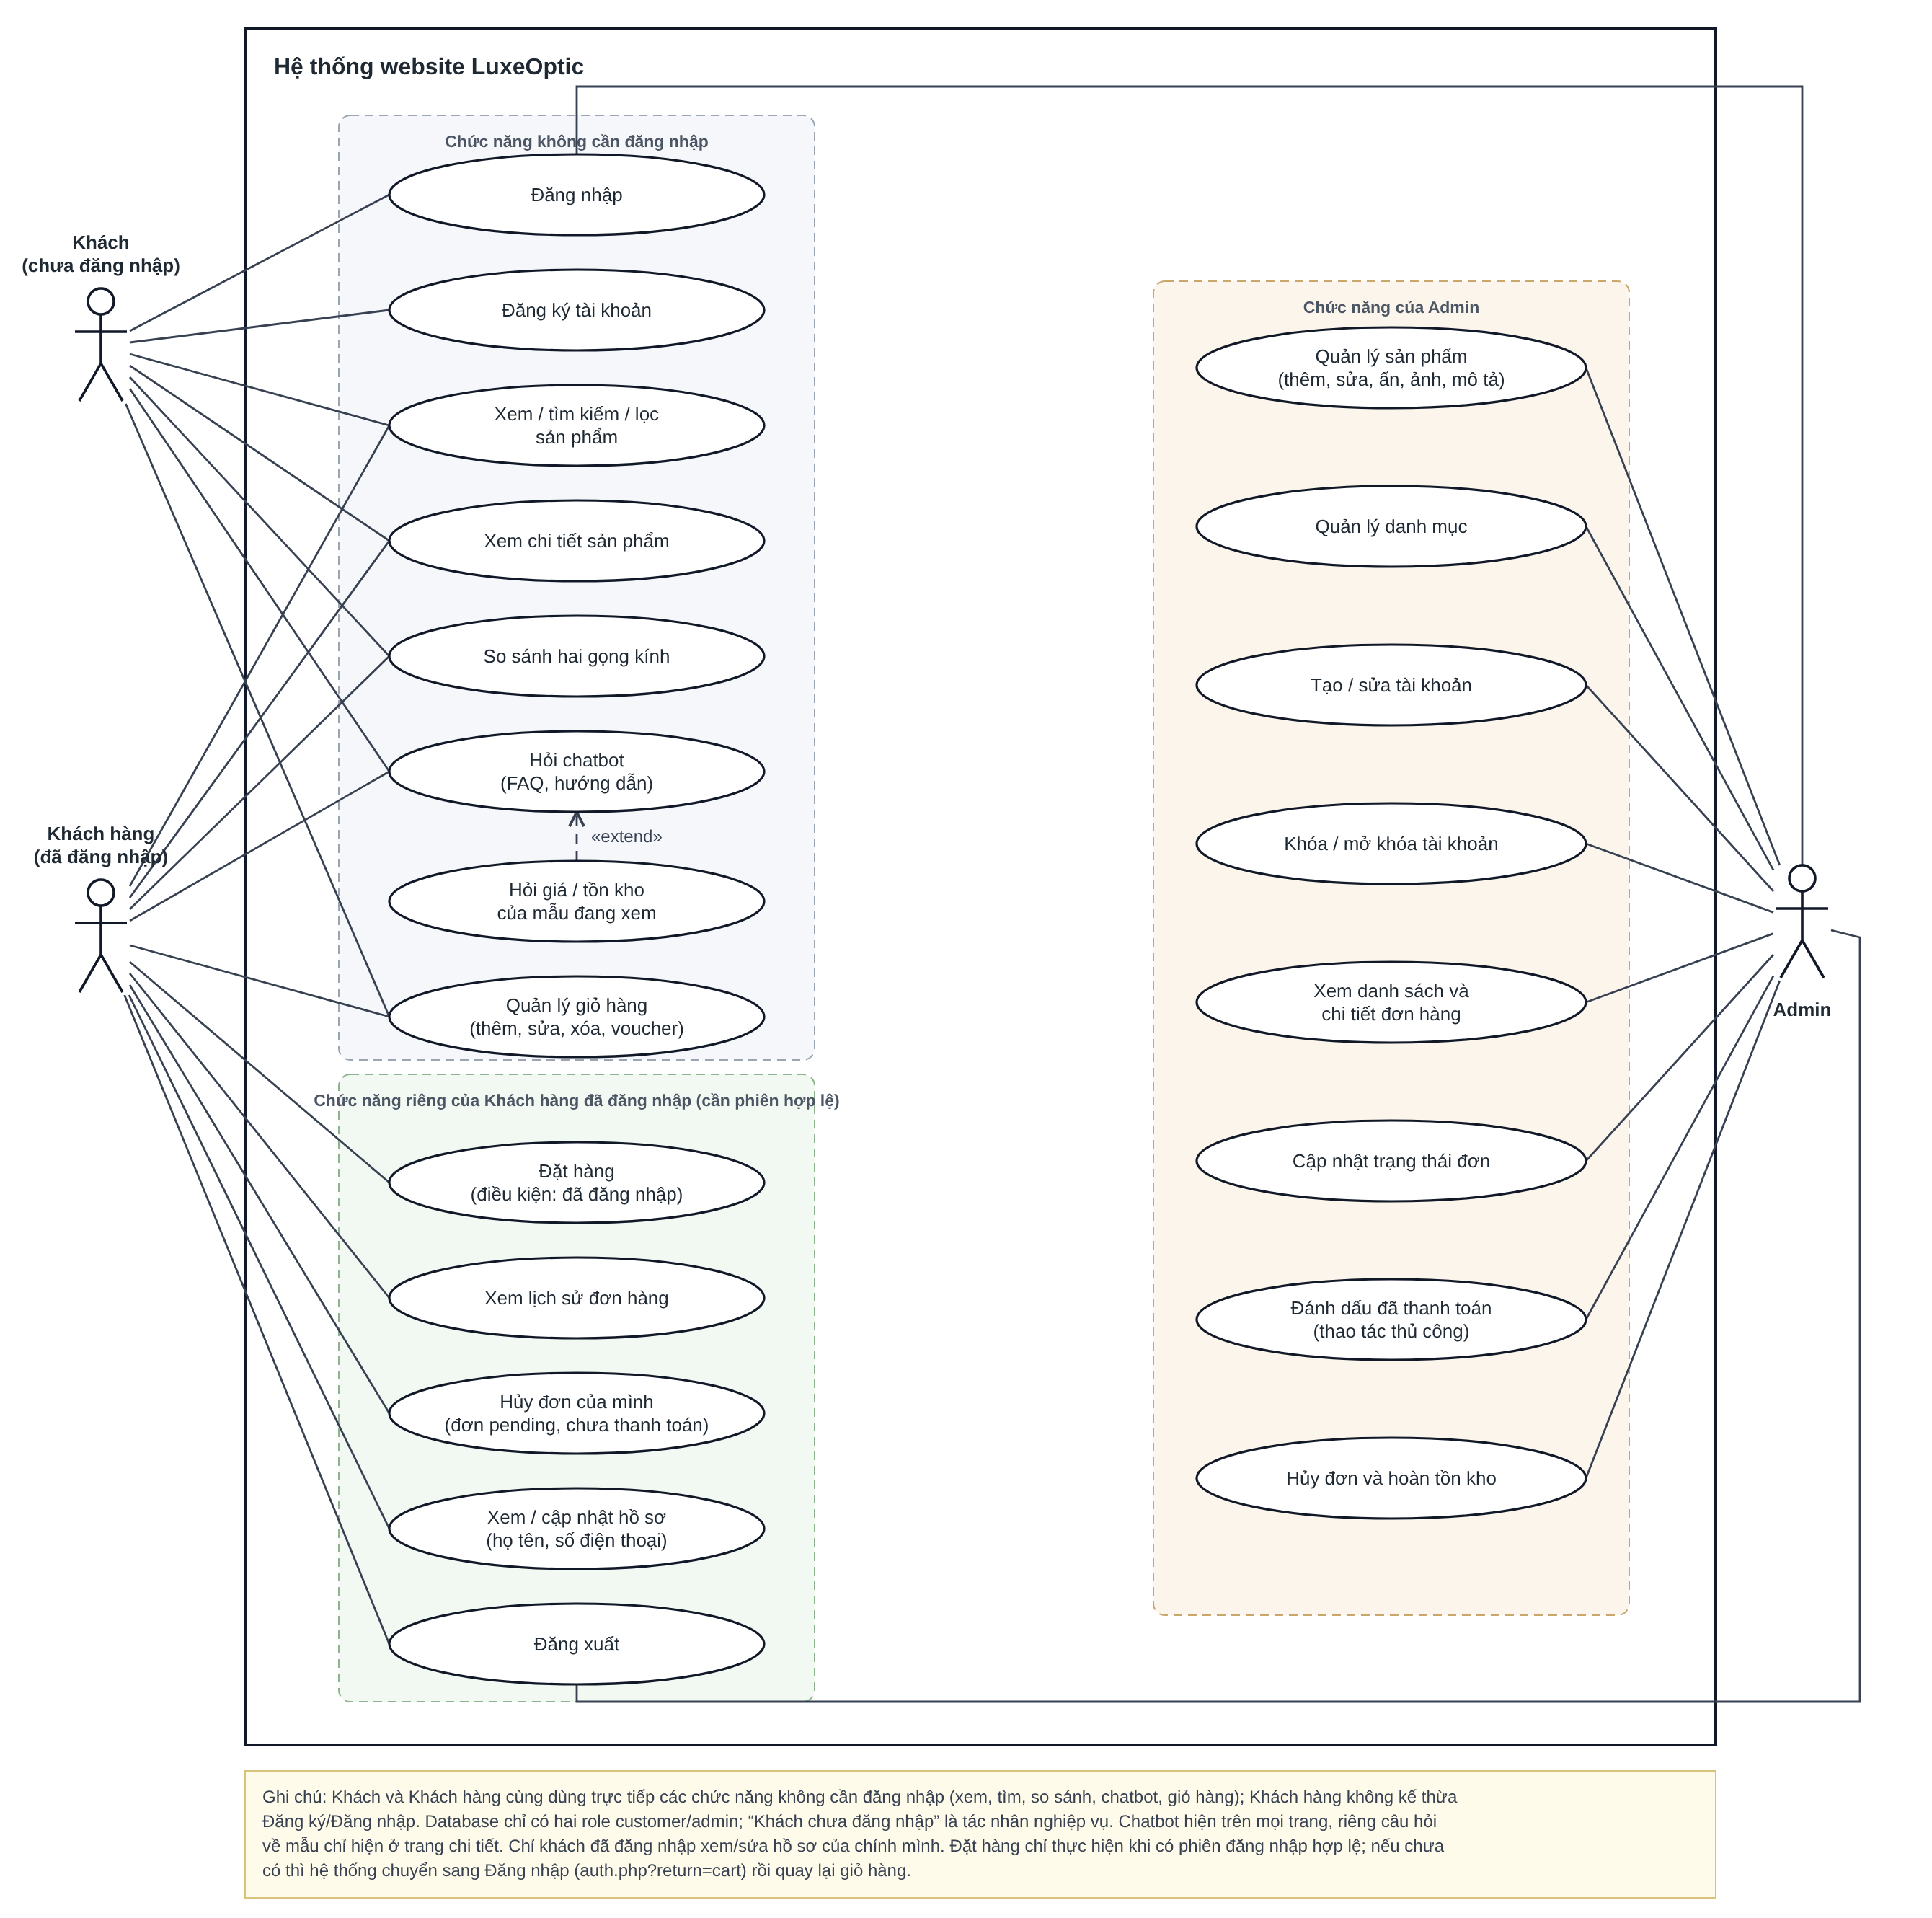 Hệ thống website LuxeOptic
Chức năng không cần đăng nhập
Đăng nhập
Khách
(chưa đăng nhập)
Đăng ký tài khoản
Xem / tìm kiếm / lọc
sản phẩm
Xem chi tiết sản phẩm
So sánh hai gọng kính
Hỏi chatbot
(FAQ, hướng dẫn)
«extend»
Khách hàng
(đã đăng nhập)
Hỏi giá / tồn kho
của mẫu đang xem
Quản lý giỏ hàng
(thêm, sửa, xóa, voucher)
Chức năng riêng của Khách hàng đã đăng nhập (cần phiên hợp lệ)
Đặt hàng
(điều kiện: đã đăng nhập)
Xem lịch sử đơn hàng
Hủy đơn của mình
(đơn pending, chưa thanh toán)
Xem / cập nhật hồ sơ
(họ tên, số điện thoại)
Đăng xuất
Chức năng của Admin
Quản lý sản phẩm
(thêm, sửa, ẩn, ảnh, mô tả)
Quản lý danh mục
Tạo / sửa tài khoản
Khóa / mở khóa tài khoản
Xem danh sách và
chi tiết đơn hàng
Admin
Cập nhật trạng thái đơn
Đánh dấu đã thanh toán
(thao tác thủ công)
Hủy đơn và hoàn tồn kho
Ghi chú: Khách và Khách hàng cùng dùng trực tiếp các chức năng không cần đăng nhập (xem, tìm, so sánh, chatbot, giỏ hàng); Khách hàng không kế thừa
Đăng ký/Đăng nhập. Database chỉ có hai role customer/admin; “Khách chưa đăng nhập” là tác nhân nghiệp vụ. Chatbot hiện trên mọi trang, riêng câu hỏi
về mẫu chỉ hiện ở trang chi tiết. Chỉ khách đã đăng nhập xem/sửa hồ sơ của chính mình. Đặt hàng chỉ thực hiện khi có phiên đăng nhập hợp lệ; nếu chưa
có thì hệ thống chuyển sang Đăng nhập (auth.php?return=cart) rồi quay lại giỏ hàng.